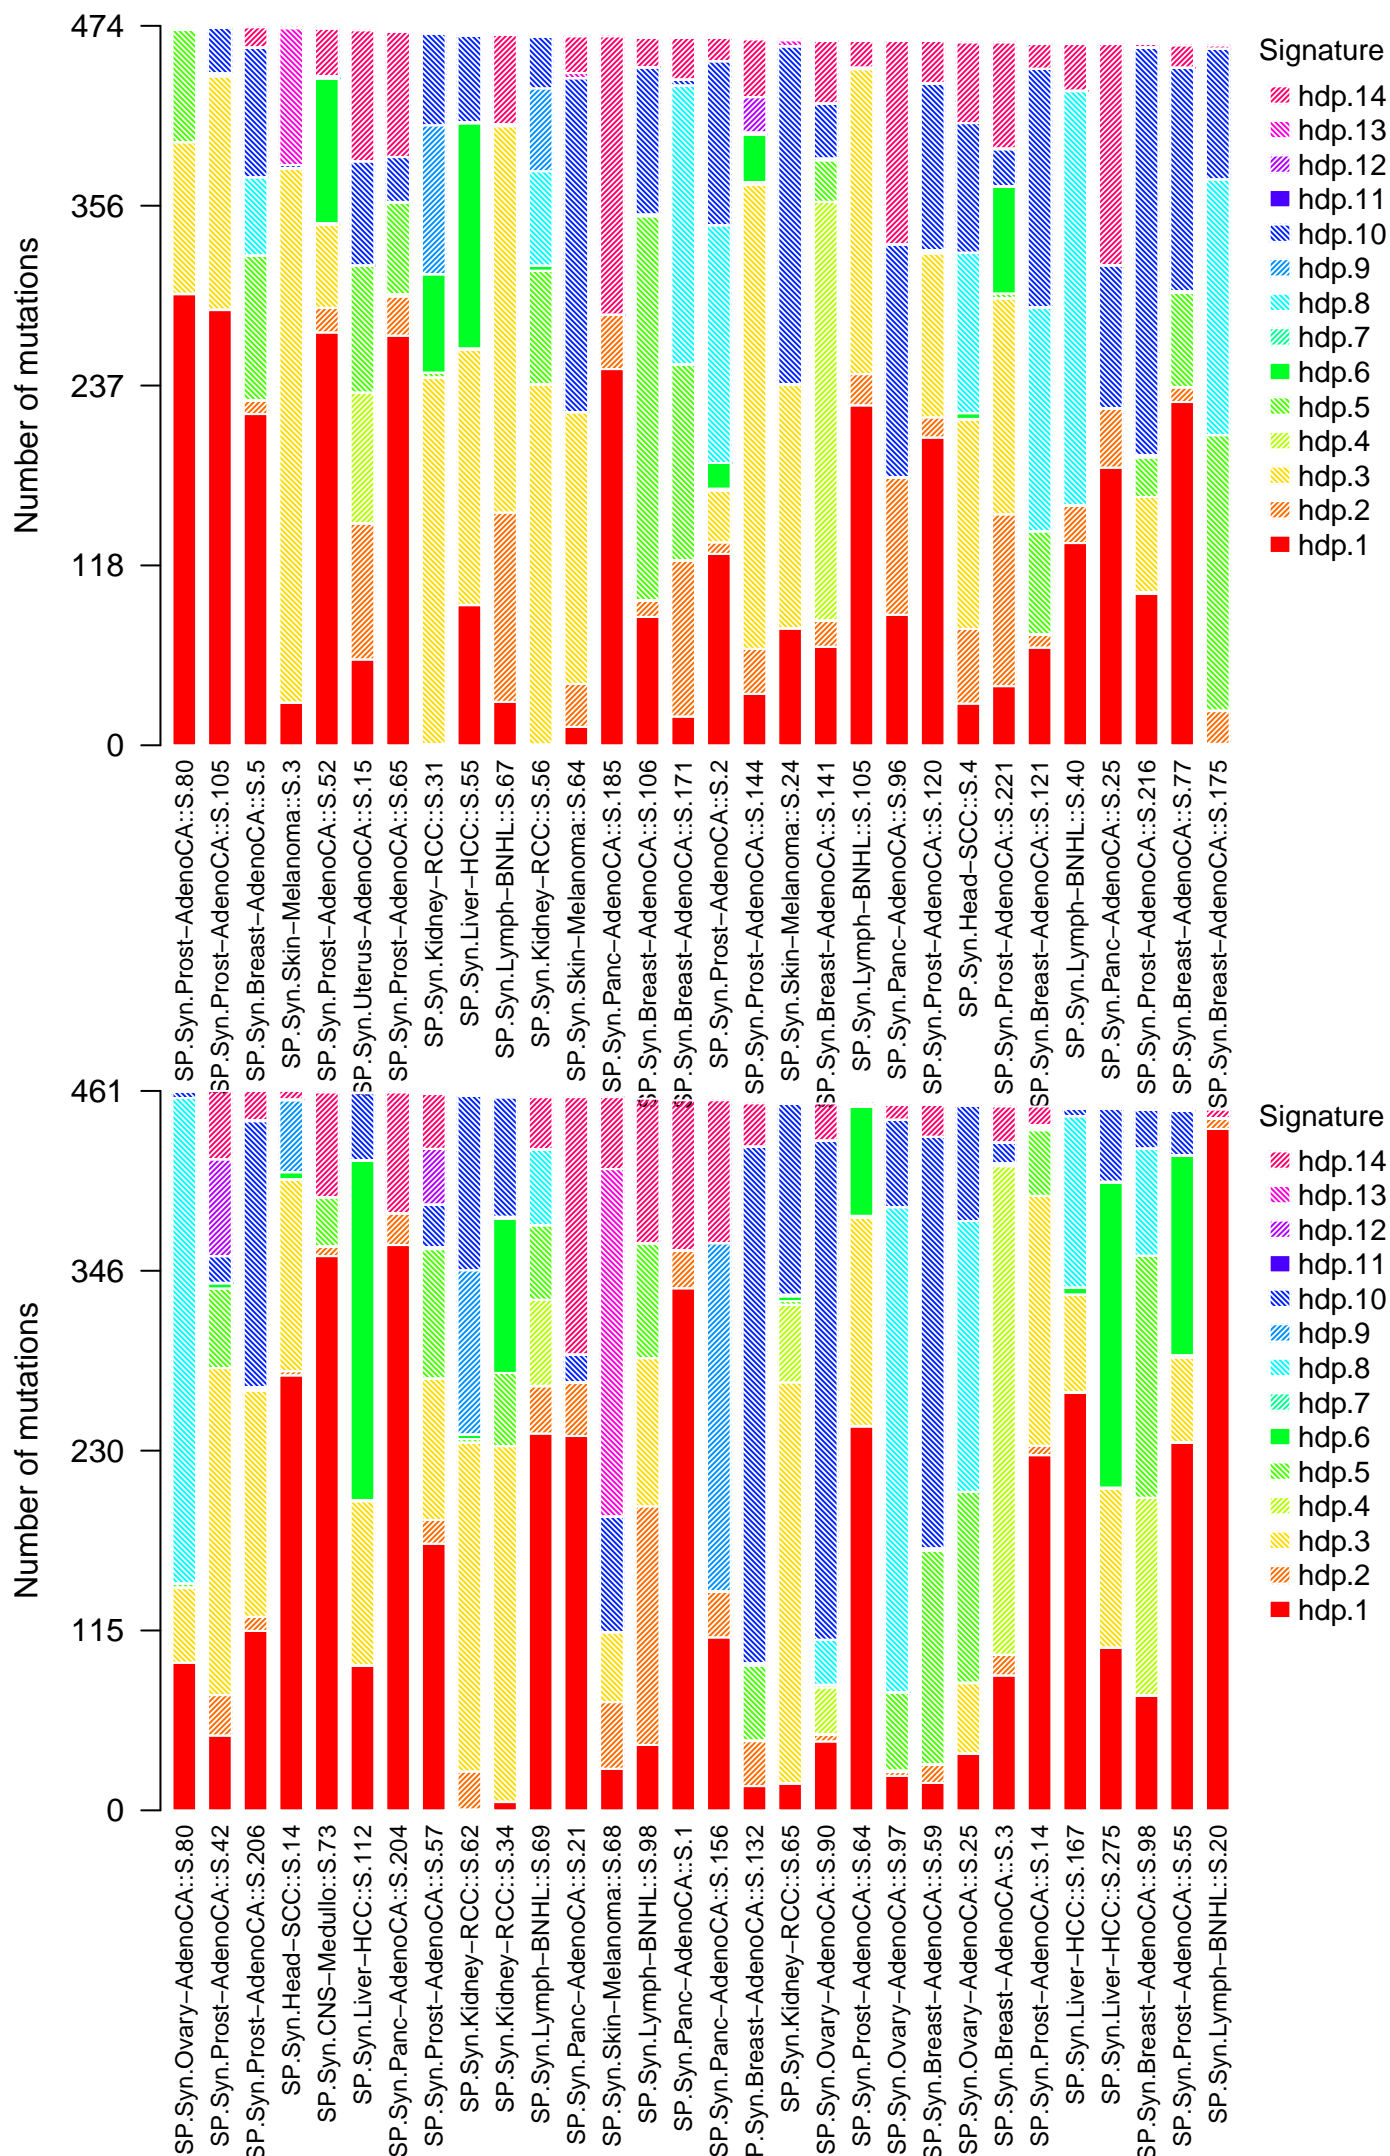 Number of mutations
474
356
237
118
0
Signature
hdp.14
hdp.13
hdp.12
hdp.11
hdp.10
hdp.9
hdp.8
hdp.7
hdp.6
hdp.5
hdp.4
hdp.3
hdp.2
hdp.1
SP.Syn.Prost−AdenoCA::S.80
SP.Syn.Prost−AdenoCA::S.105
SP.Syn.Breast−AdenoCA::S.5
SP.Syn.Skin−Melanoma::S.3
SP.Syn.Prost−AdenoCA::S.52
SP.Syn.Uterus−AdenoCA::S.15
SP.Syn.Prost−AdenoCA::S.65
SP.Syn.Kidney−RCC::S.31
SP.Syn.Liver−HCC::S.55
SP.Syn.Lymph−BNHL::S.67
SP.Syn.Kidney−RCC::S.56
SP.Syn.Skin−Melanoma::S.64
SP.Syn.Panc−AdenoCA::S.185
SP.Syn.Breast−AdenoCA::S.106
SP.Syn.Breast−AdenoCA::S.171
SP.Syn.Prost−AdenoCA::S.2
SP.Syn.Prost−AdenoCA::S.144
SP.Syn.Skin−Melanoma::S.24
SP.Syn.Breast−AdenoCA::S.141
SP.Syn.Lymph−BNHL::S.105
SP.Syn.Panc−AdenoCA::S.96
SP.Syn.Prost−AdenoCA::S.120
SP.Syn.Head−SCC::S.4
SP.Syn.Prost−AdenoCA::S.221
SP.Syn.Breast−AdenoCA::S.121
SP.Syn.Lymph−BNHL::S.40
SP.Syn.Panc−AdenoCA::S.25
SP.Syn.Prost−AdenoCA::S.216
SP.Syn.Breast−AdenoCA::S.77
SP.Syn.Breast−AdenoCA::S.175
Number of mutations
461
346
230
115
0
Signature
hdp.14
hdp.13
hdp.12
hdp.11
hdp.10
hdp.9
hdp.8
hdp.7
hdp.6
hdp.5
hdp.4
hdp.3
hdp.2
hdp.1
SP.Syn.Ovary−AdenoCA::S.80
SP.Syn.Prost−AdenoCA::S.42
SP.Syn.Prost−AdenoCA::S.206
SP.Syn.Head−SCC::S.14
SP.Syn.CNS−Medullo::S.73
SP.Syn.Liver−HCC::S.112
SP.Syn.Panc−AdenoCA::S.204
SP.Syn.Prost−AdenoCA::S.57
SP.Syn.Kidney−RCC::S.62
SP.Syn.Kidney−RCC::S.34
SP.Syn.Lymph−BNHL::S.69
SP.Syn.Panc−AdenoCA::S.21
SP.Syn.Skin−Melanoma::S.68
SP.Syn.Lymph−BNHL::S.98
SP.Syn.Panc−AdenoCA::S.1
SP.Syn.Panc−AdenoCA::S.156
P.Syn.Breast−AdenoCA::S.132
SP.Syn.Kidney−RCC::S.65
SP.Syn.Ovary−AdenoCA::S.90
SP.Syn.Prost−AdenoCA::S.64
SP.Syn.Ovary−AdenoCA::S.97
SP.Syn.Breast−AdenoCA::S.59
SP.Syn.Ovary−AdenoCA::S.25
SP.Syn.Breast−AdenoCA::S.3
SP.Syn.Prost−AdenoCA::S.14
SP.Syn.Liver−HCC::S.167
SP.Syn.Liver−HCC::S.275
SP.Syn.Breast−AdenoCA::S.98
SP.Syn.Prost−AdenoCA::S.55
SP.Syn.Lymph−BNHL::S.20